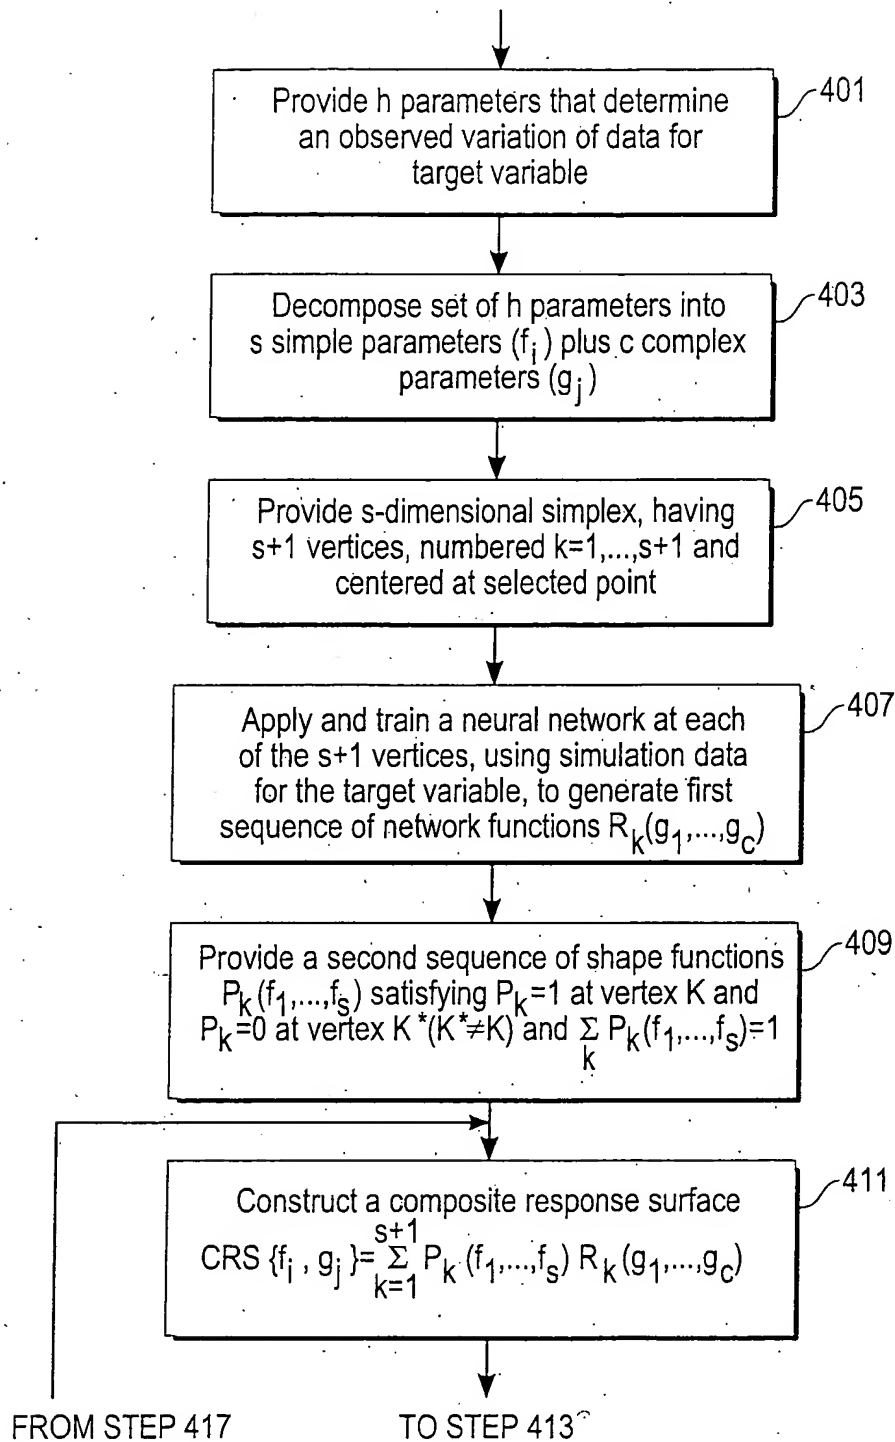 Provide h parameters that determine
an observed variation of data for
target variable
401
Decompose set of h parameters into
s simple parameters (f_i) plus c complex
parameters (g_j)
403
Provide s-dimensional simplex, having
s+1 vertices, numbered k=1,...,s+1 and
centered at selected point
405
Apply and train a neural network at each
of the s+1 vertices, using simulation data
for the target variable, to generate first
sequence of network functions R_k(g_1,...,g_c)
407
Provide a second sequence of shape functions
P_k(f_1,...,f_s) satisfying P_k=1 at vertex K and
P_k=0 at vertex K*(K*≠K) and Σ P_k(f_1,...,f_s)=1
k
409
Construct a composite response surface
s+1
CRS {f_i , g_j }= Σ P_k (f_1,...,f_s) R_k(g_1,...,g_c)
k=1
411
FROM STEP 417
TO STEP 413